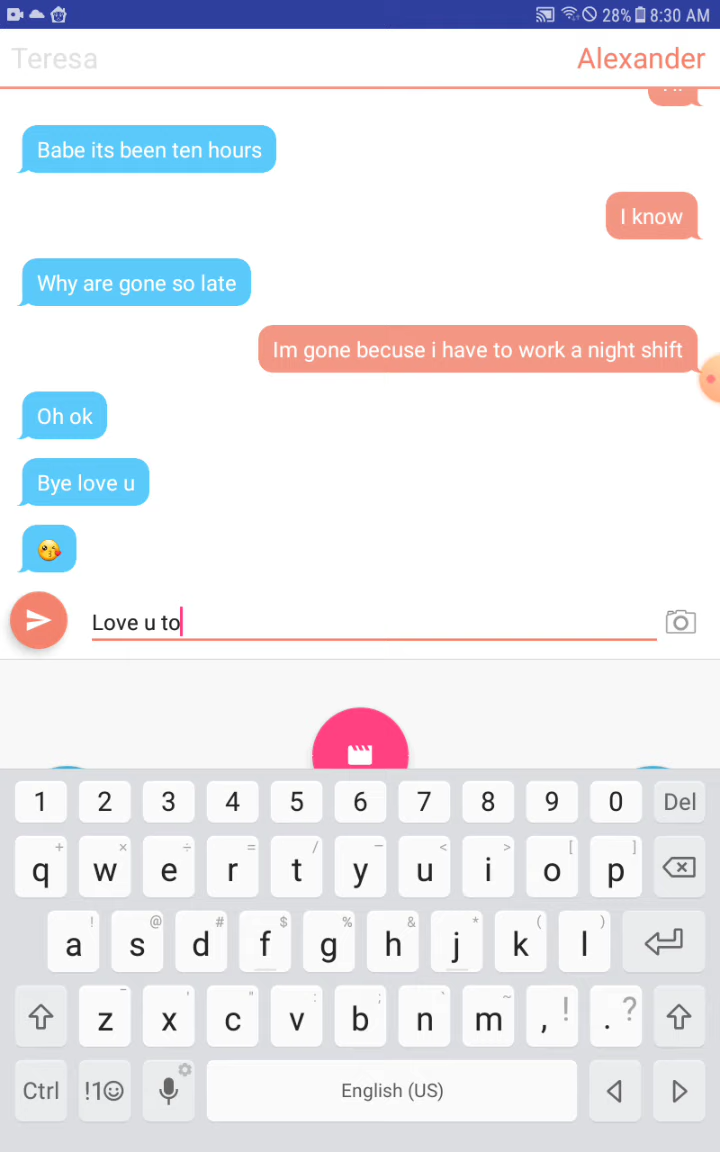 28% 8:30 AM
Teresa Alexander
Babe its been ten hours
I know
Why are gone so late
Im gone becuse i have to work a night shift
Oh ok
Bye love u
😘
Love u to
1 2 3 4 5 6 7 8 9 0 Del
+ × ÷ = / _ < > [ ]
q w e r t y u i o p
! @ # $ % & * ( )
a s d f g h j k l
- ' " : ; ~ ! ?
z x c v b n m , .
Ctrl !1☺ English (US)